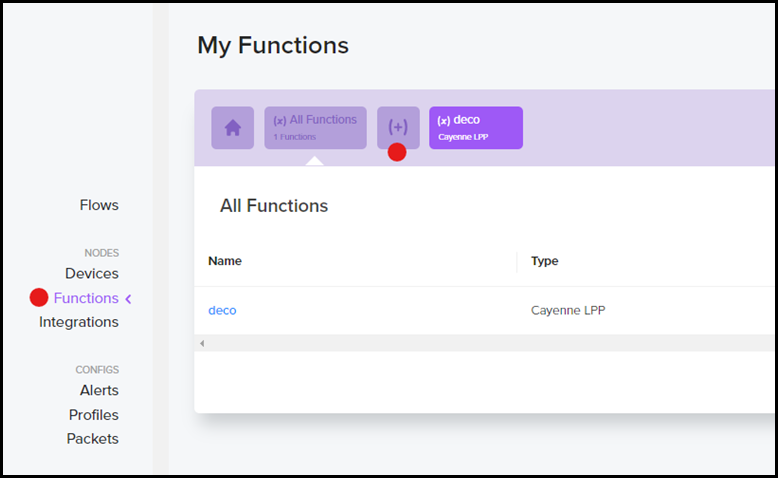 My Functions
(x) All Functions
1 Functions
(+)
(x) deco
Cayenne LPP
Flows
NODES
Devices
Functions
Integrations
CONFIGS
Alerts
Profiles
Packets
All Functions
Name Type
deco Cayenne LPP